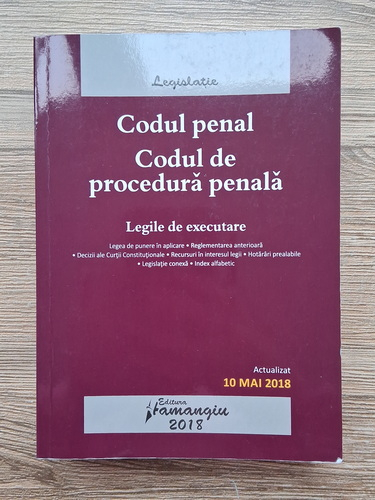 Legislație
Codul penal
Codul de
procedură penală
Legile de executare
Legea de punere în aplicare • Reglementarea anterioară
• Decizii ale Curții Constituționale • Recursuri în interesul legii • Hotărâri prealabile
• Legislație conexă • Index alfabetic
Actualizat
10 MAI 2018
Editura
Hamangiu
2018